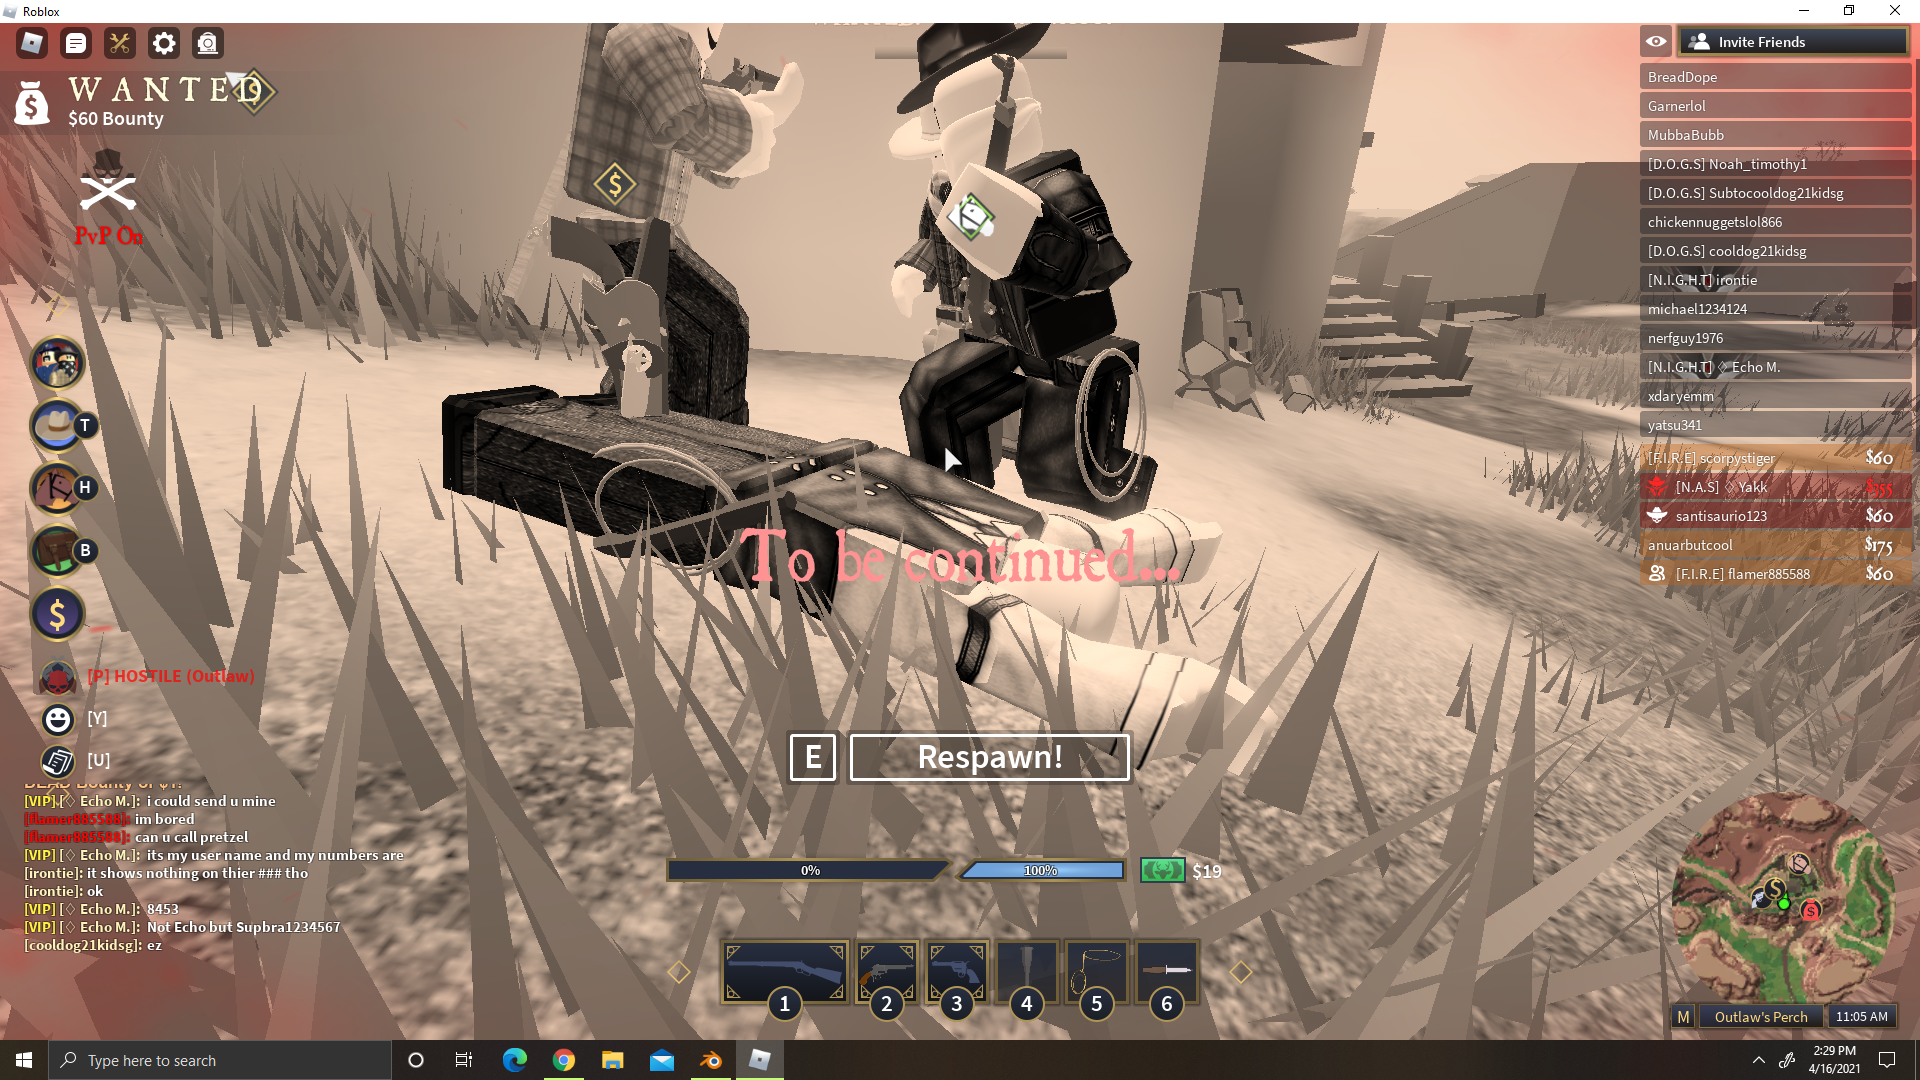 Roblox
WANTED
$60 Bounty
PvP On
T
H
B
[P] HOSTILE (Outlaw)
[Y]
[U]
DEAD Bounty of $1!
[VIP] [♢ Echo M.]: i could send u mine
[flamer885588]: im bored
[flamer885588]: can u call pretzel
[VIP] [♢ Echo M.]: its my user name and my numbers are
[irontie]: it shows nothing on thier ### tho
[irontie]: ok
[VIP] [♢ Echo M.]: 8453
[VIP] [♢ Echo M.]: Not Echo but Supbra1234567
[cooldog21kidsg]: ez
To be continued...
E Respawn!
0% 100% $19
1 2 3 4 5 6
Invite Friends
BreadDope
Garnerlol
MubbaBubb
[D.O.G.S] Noah_timothy1
[D.O.G.S] Subtocooldog21kidsg
chickennuggetslol866
[D.O.G.S] cooldog21kidsg
[N.I.G.H.T] irontie
michael1234124
nerfguy1976
[N.I.G.H.T] ♢ Echo M.
xdaryemm
yatsu341
[F.I.R.E] scorpystiger $60
[N.A.S] ♢ Yakk $355
santisaurio123 $60
anuarbutcool $175
[F.I.R.E] flamer885588 $60
M Outlaw's Perch 11:05 AM
Type here to search
2:29 PM
4/16/2021